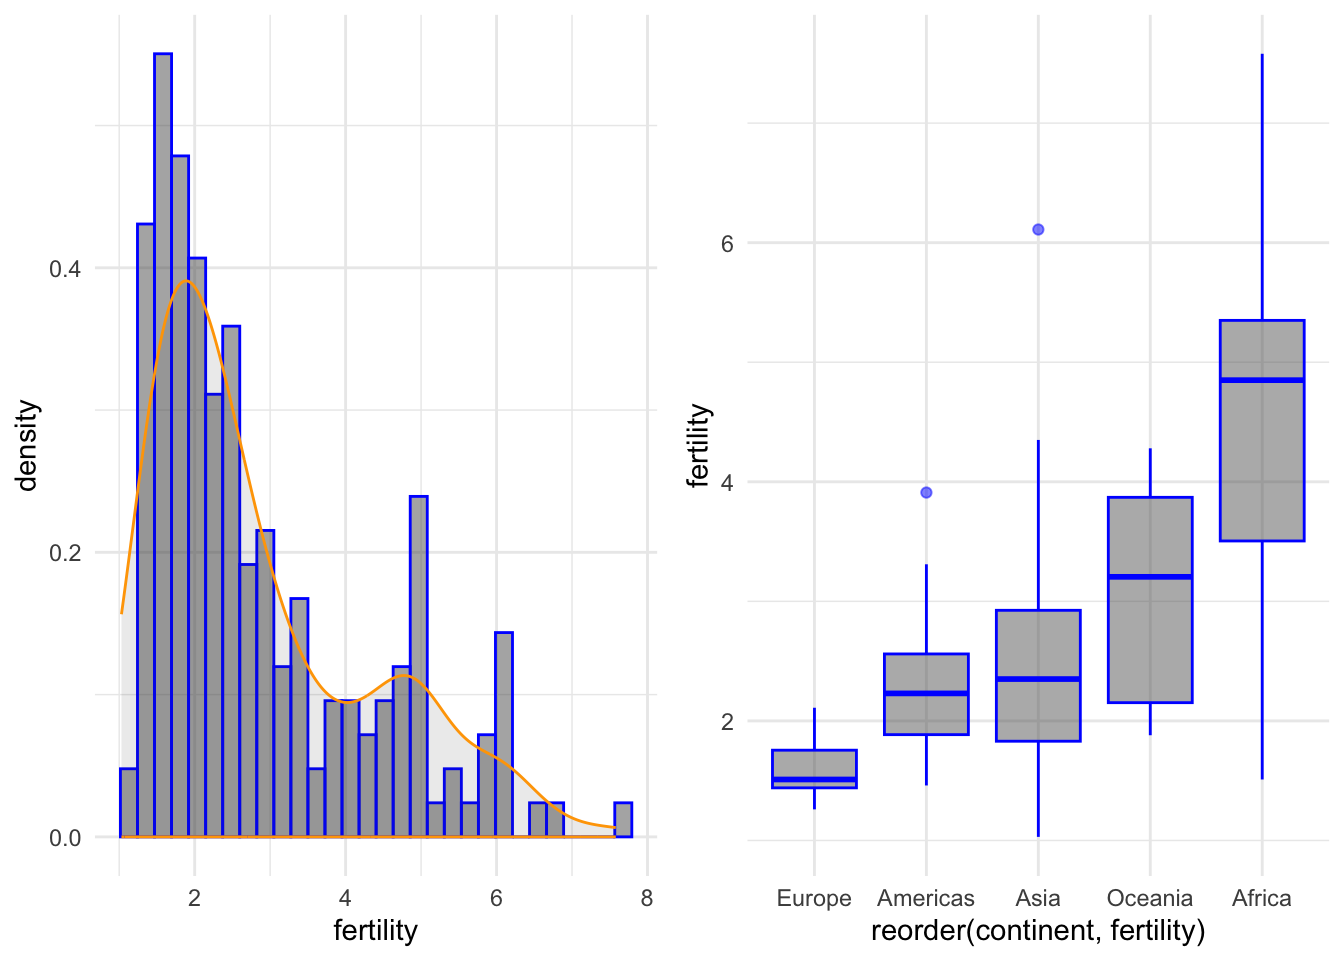 density
0.4
0.2
0.0
2 4 6 8
fertility
fertility
6
4
2
Europe Americas Asia Oceania Africa
reorder(continent, fertility)